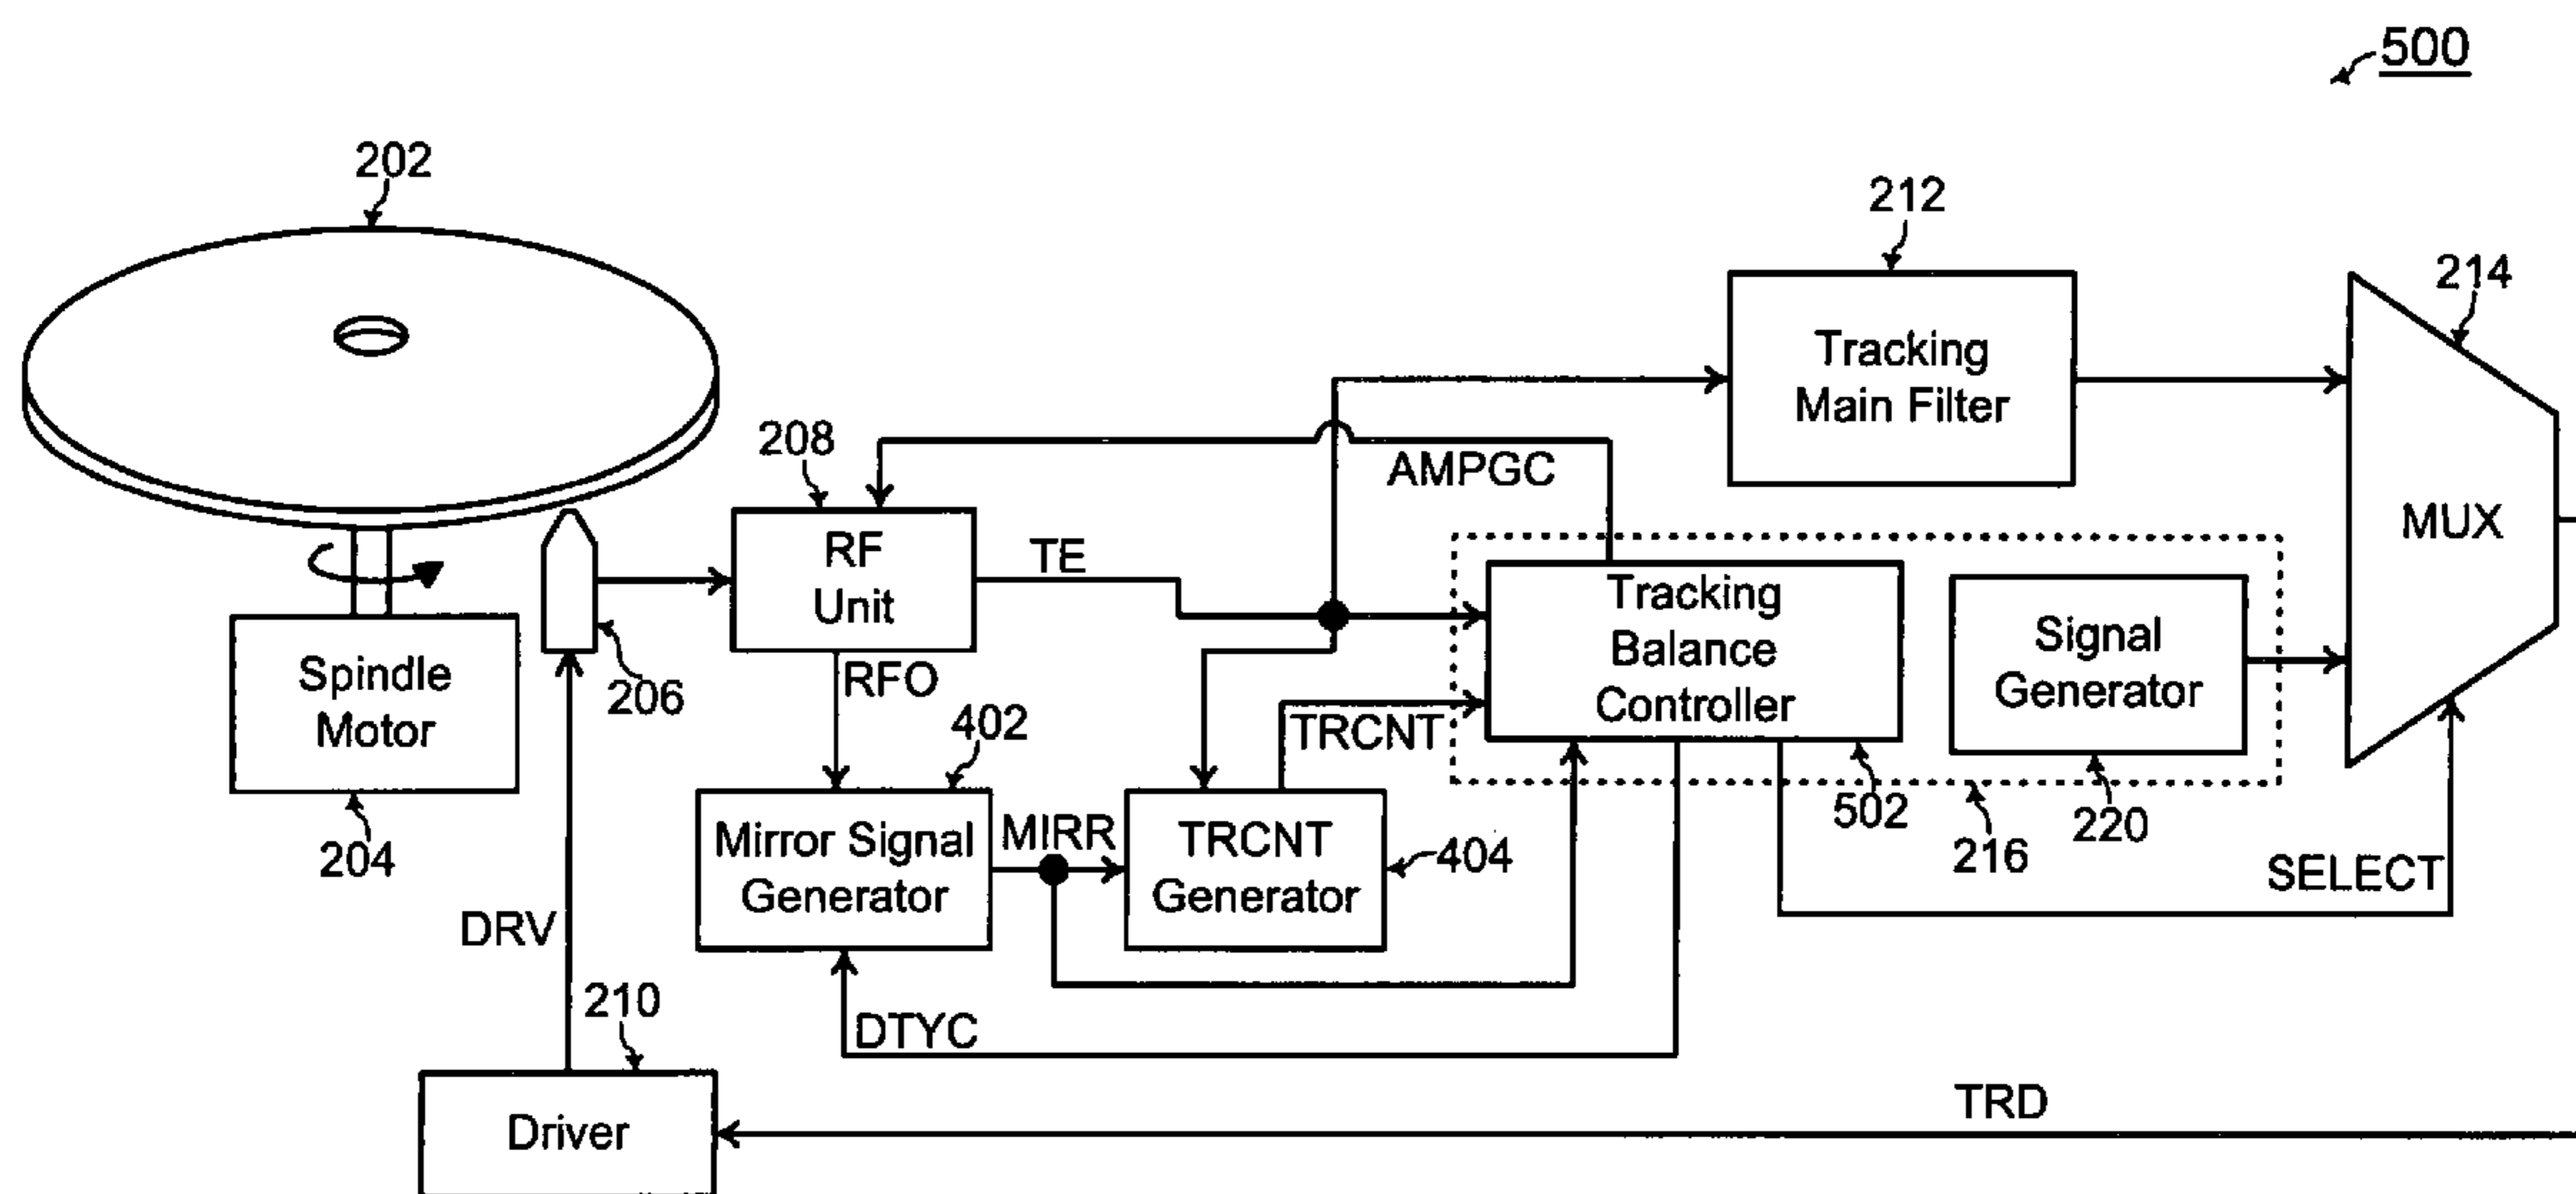 500
202
212
214
Tracking
Main Filter
208
AMPGC
MUX
RF
Unit
TE
Tracking
Balance
Controller
Signal
Generator
Spindle
Motor
206
RFO
402
TRCNT
204
Mirror Signal
Generator
MIRR
TRCNT
Generator
404
502
216
220
SELECT
DRV
210
DTYC
TRD
Driver